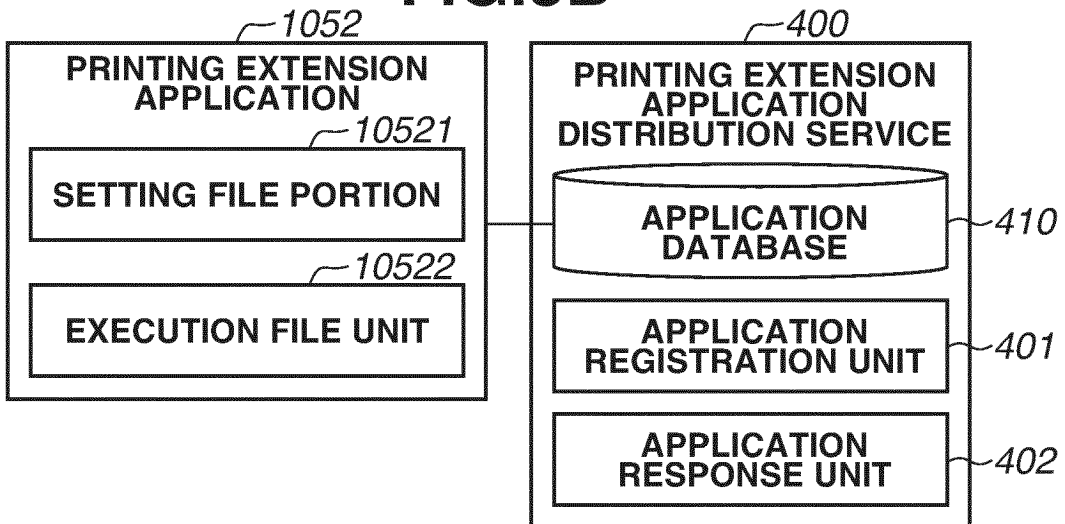 1052
PRINTING EXTENSION
APPLICATION
10521
SETTING FILE PORTION
10522
EXECUTION FILE UNIT
400
PRINTING EXTENSION
APPLICATION
DISTRIBUTION SERVICE
APPLICATION
DATABASE
410
APPLICATION
REGISTRATION UNIT
401
APPLICATION
RESPONSE UNIT
402